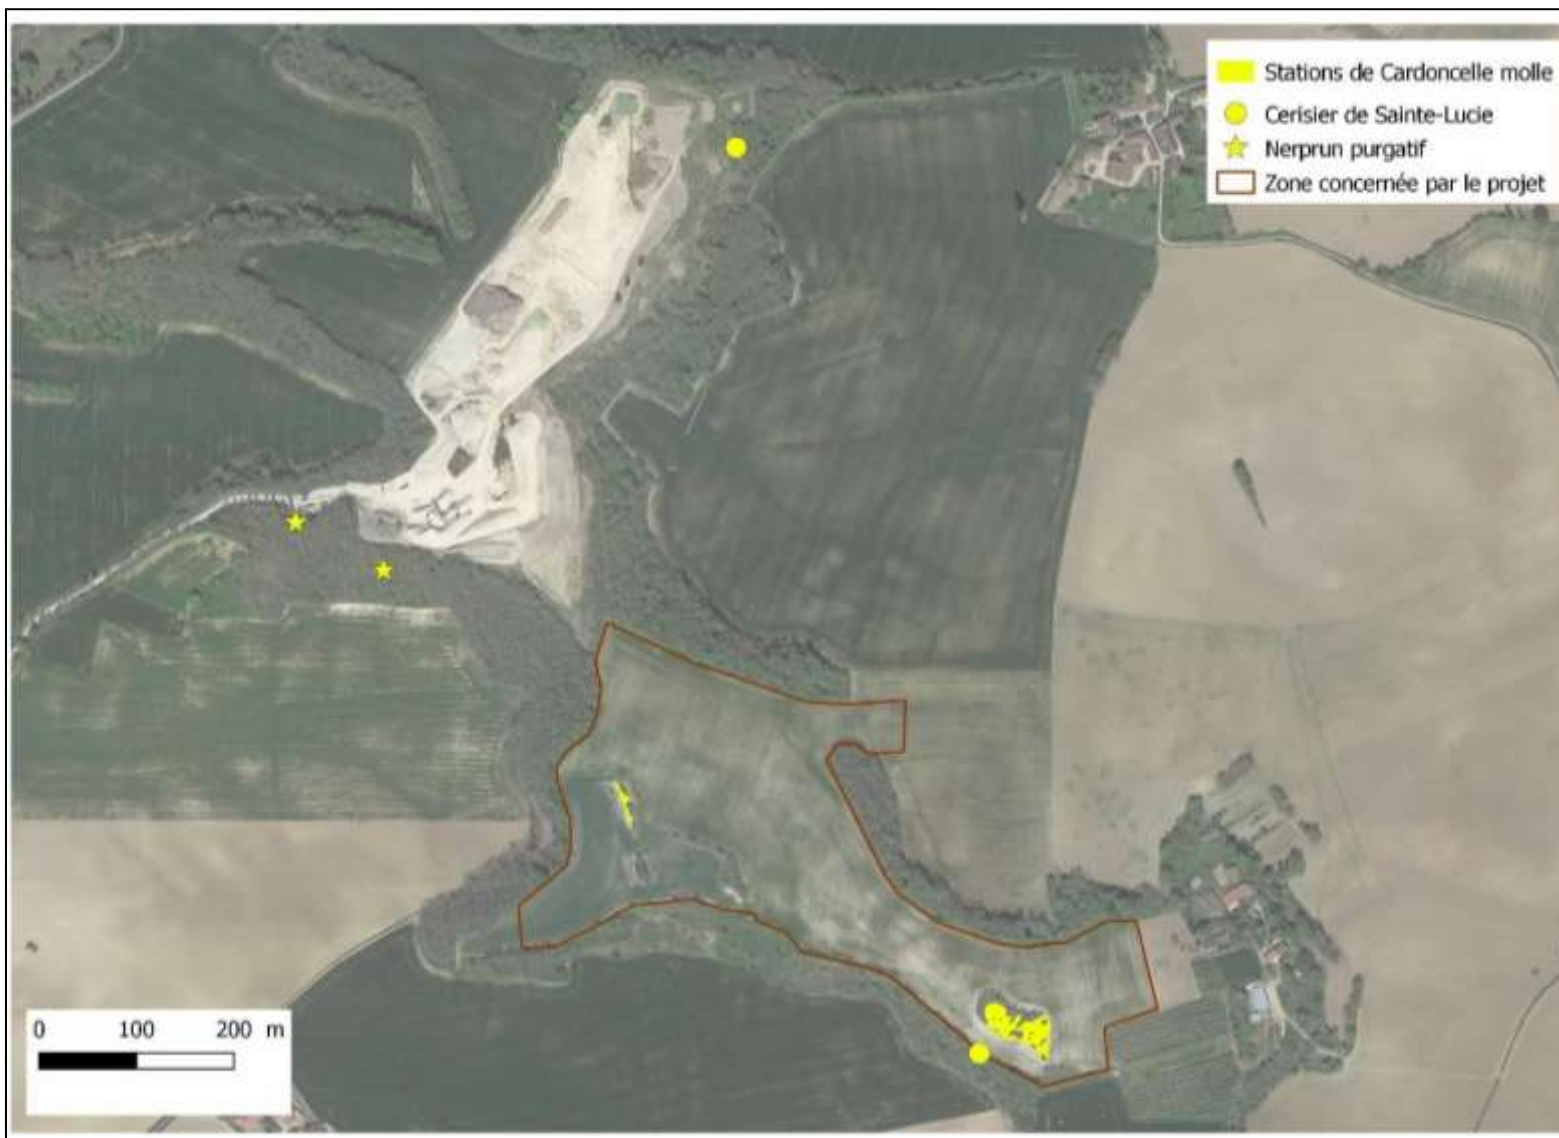 Stations de Cardoncelle molle
Cerisier de Sainte-Lucie
Nerprun purgatif
Zone concernée par le projet
0 100 200 m